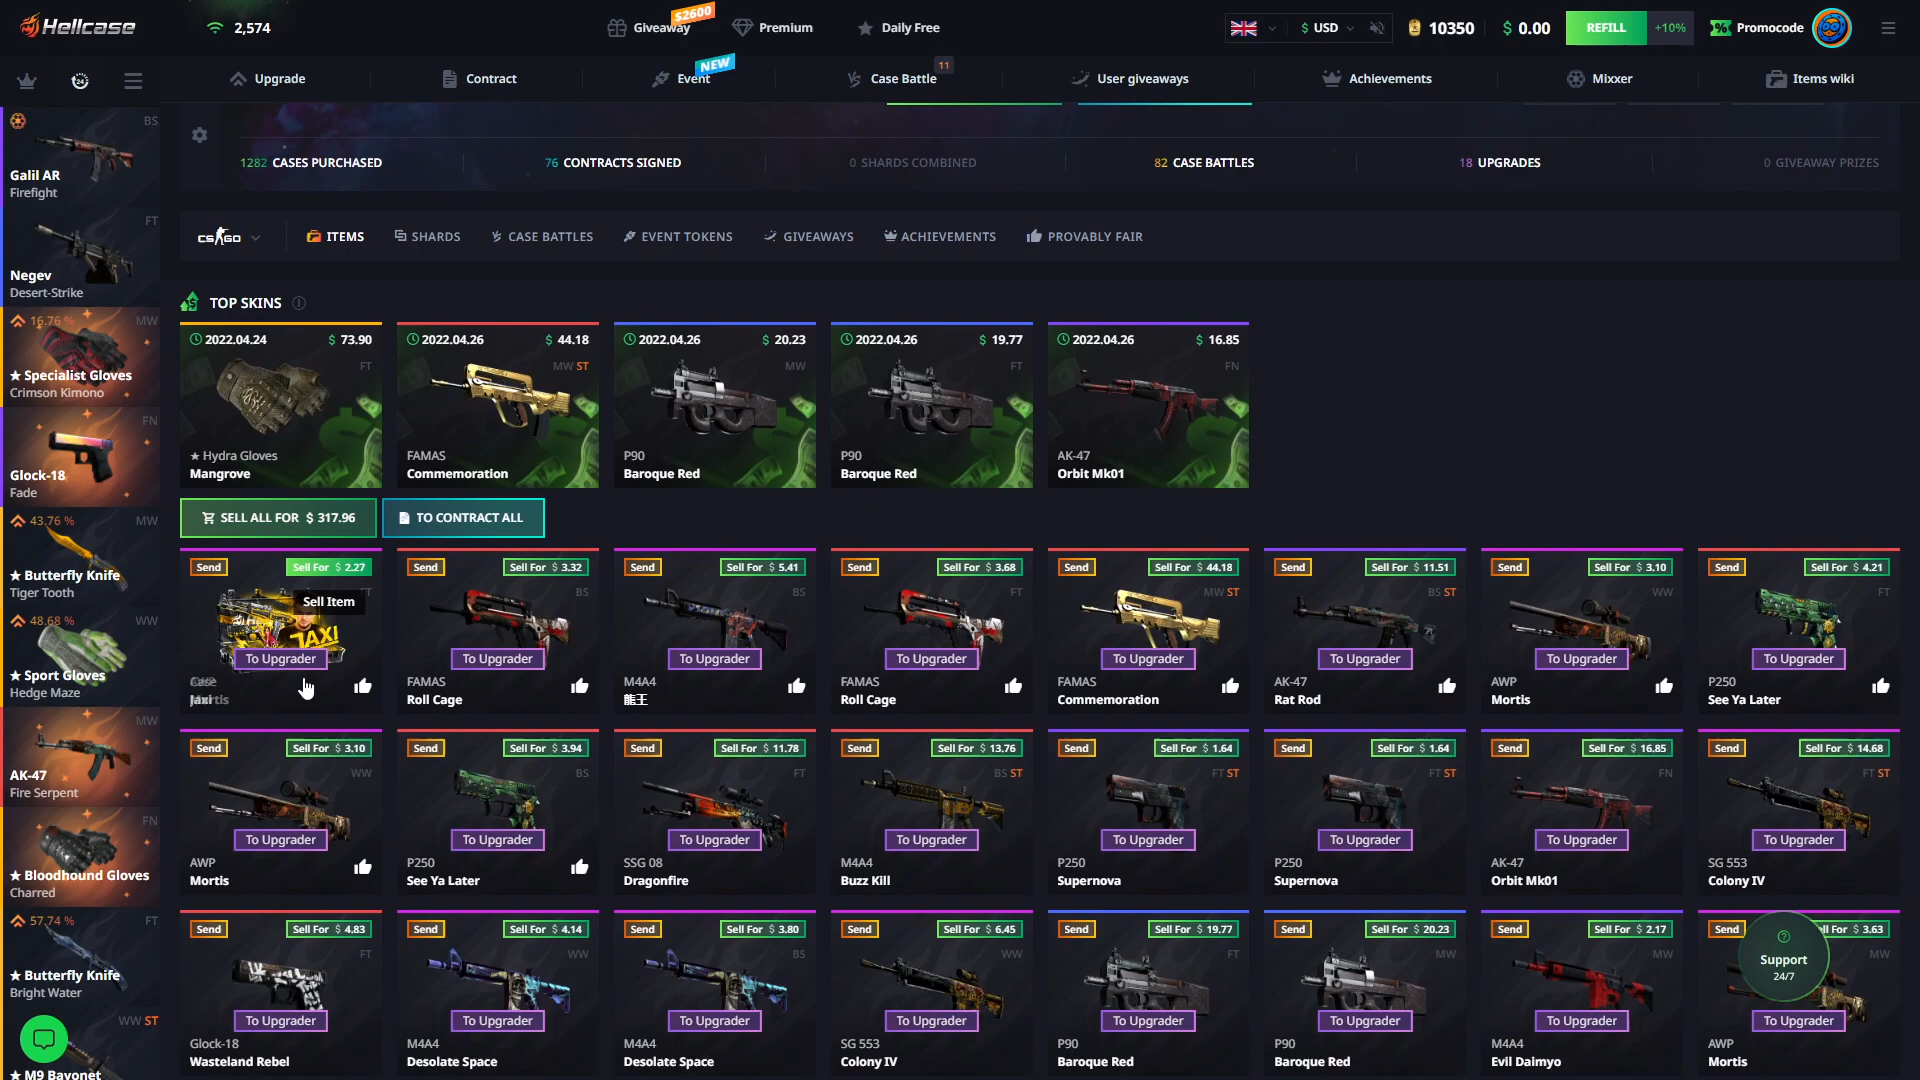 Hellcase
2,574
Giveaway
$2600
Premium
Daily Free
$ USD
10350
$ 0.00
REFILL
+10%
Promocode
24
Upgrade
Contract
Event
NEW
Case Battle
11
User giveaways
Achievements
Mixxer
Items wiki
BS
Galil AR
Firefight
FT
Negev
Desert-Strike
16.76 %
MW
★ Specialist Gloves
Crimson Kimono
FN
Glock-18
Fade
43.76 %
MW
★ Butterfly Knife
Tiger Tooth
48.68 %
WW
★ Sport Gloves
Hedge Maze
MW
AK-47
Fire Serpent
FN
★ Bloodhound Gloves
Charred
57.74 %
FT
★ Butterfly Knife
Bright Water
WW ST
★ M9 Bayonet
1282 CASES PURCHASED
76 CONTRACTS SIGNED
0 SHARDS COMBINED
82 CASE BATTLES
18 UPGRADES
0 GIVEAWAY PRIZES
CS GO
ITEMS
SHARDS
CASE BATTLES
EVENT TOKENS
GIVEAWAYS
ACHIEVEMENTS
PROVABLY FAIR
TOP SKINS
2022.04.24 $ 73.90
FT
★ Hydra Gloves
Mangrove
2022.04.26 $ 44.18
MW ST
FAMAS
Commemoration
2022.04.26 $ 20.23
MW
P90
Baroque Red
2022.04.26 $ 19.77
FT
P90
Baroque Red
2022.04.26 $ 16.85
FN
AK-47
Orbit Mk01
SELL ALL FOR $ 317.96
TO CONTRACT ALL
Send Sell For $ 2.27
Sell Item
TAXI
To Upgrader
Send Sell For $ 3.32
BS
To Upgrader
FAMAS
Roll Cage
Send Sell For $ 5.41
BS
To Upgrader
M4A4
龍王
Send Sell For $ 3.68
FT
To Upgrader
FAMAS
Roll Cage
Send Sell For $ 44.18
MW ST
To Upgrader
FAMAS
Commemoration
Send Sell For $ 11.51
BS ST
To Upgrader
AK-47
Rat Rod
Send Sell For $ 3.10
WW
To Upgrader
AWP
Mortis
Send Sell For $ 4.21
FT
To Upgrader
P250
See Ya Later
Send Sell For $ 3.10
WW
To Upgrader
AWP
Mortis
Send Sell For $ 3.94
BS
To Upgrader
P250
See Ya Later
Send Sell For $ 11.78
FT
To Upgrader
SSG 08
Dragonfire
Send Sell For $ 13.76
BS ST
To Upgrader
M4A4
Buzz Kill
Send Sell For $ 1.64
FT ST
To Upgrader
P250
Supernova
Send Sell For $ 1.64
FT ST
To Upgrader
P250
Supernova
Send Sell For $ 16.85
FN
To Upgrader
AK-47
Orbit Mk01
Send Sell For $ 14.68
FT ST
To Upgrader
SG 553
Colony IV
Send Sell For $ 4.83
FT
To Upgrader
Glock-18
Wasteland Rebel
Send Sell For $ 4.14
WW
To Upgrader
M4A4
Desolate Space
Send Sell For $ 3.80
BS
To Upgrader
M4A4
Desolate Space
Send Sell For $ 6.45
WW
To Upgrader
SG 553
Colony IV
Send Sell For $ 19.77
FT
To Upgrader
P90
Baroque Red
Send Sell For $ 20.23
MW
To Upgrader
P90
Baroque Red
Send Sell For $ 2.17
MW
To Upgrader
M4A4
Evil Daimyo
Send Sell For $ 3.63
MW
To Upgrader
AWP
Mortis
Support
24/7